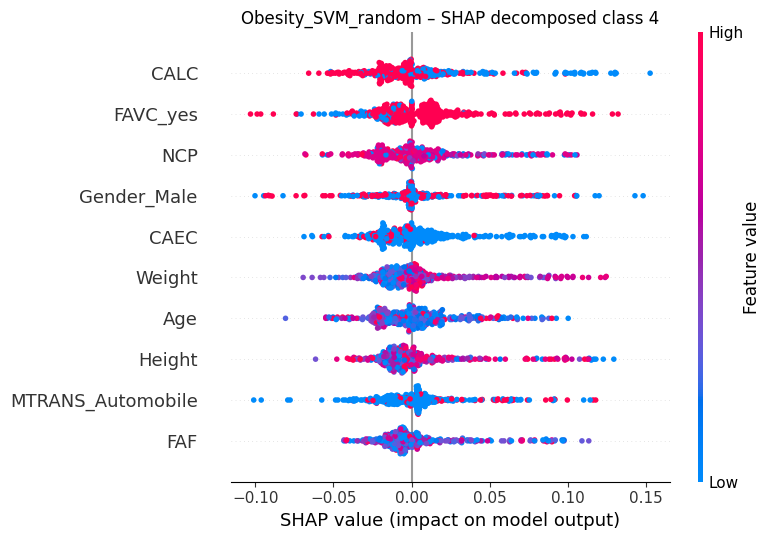 Obesity_SVM_random – SHAP decomposed class 4
High
CALC
FAVC_yes
NCP
Gender_Male
CAEC
Weight
Age
Height
MTRANS_Automobile
FAF
Feature value
Low
−0.10 −0.05 0.00 0.05 0.10 0.15
SHAP value (impact on model output)